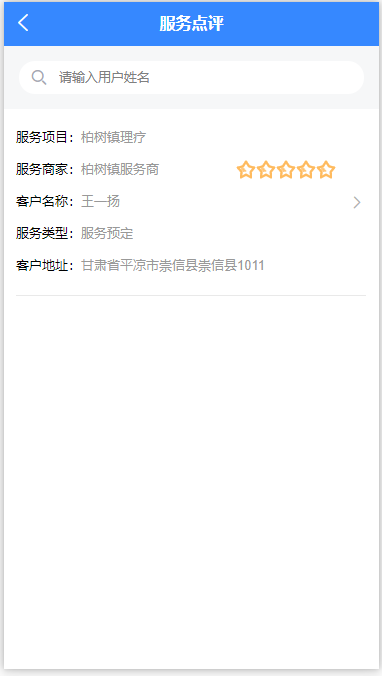 服务点评
请输入用户姓名
服务项目：柏树镇理疗
服务商家：柏树镇服务商
客户名称：王一扬
服务类型：服务预定
客户地址：甘肃省平凉市崇信县崇信县1011